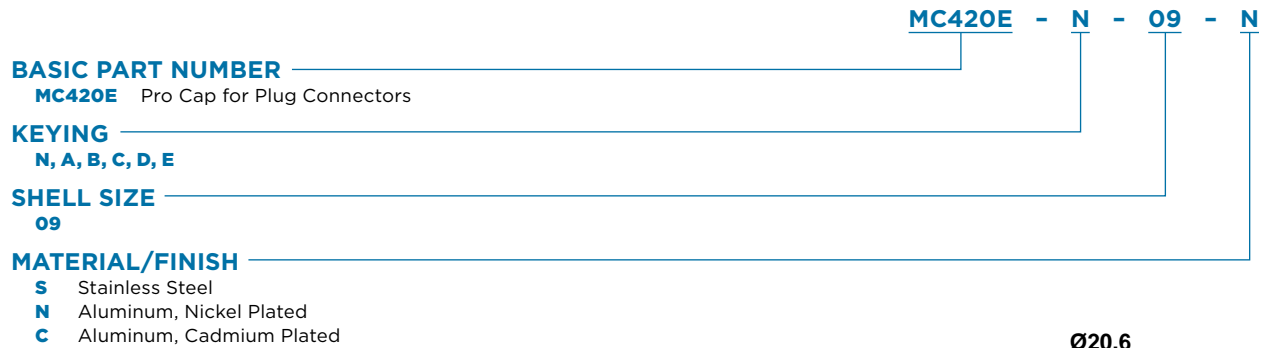 MC420E – N – 09 – N
BASIC PART NUMBER
MC420E Pro Cap for Plug Connectors
KEYING
N, A, B, C, D, E
SHELL SIZE
09
MATERIAL/FINISH
S Stainless Steel
N Aluminum, Nickel Plated
C Aluminum, Cadmium Plated
Ø20.6